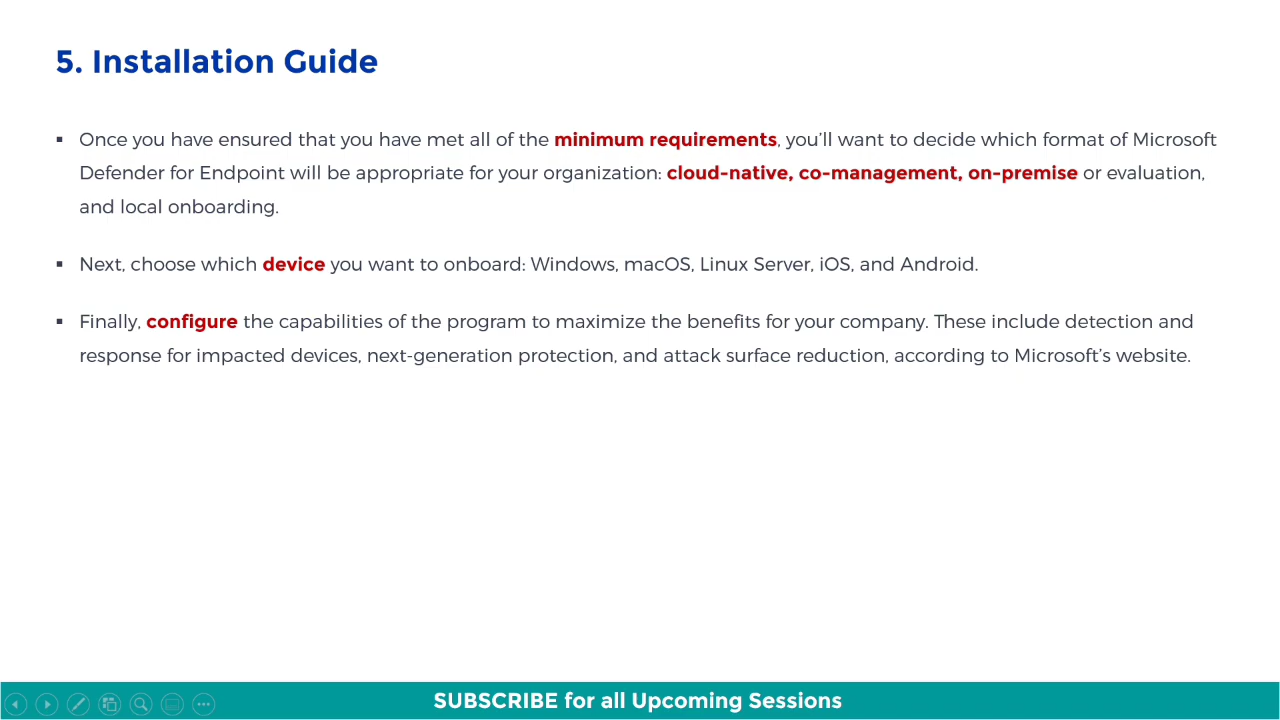 5. Installation Guide
▪ Once you have ensured that you have met all of the minimum requirements, you’ll want to decide which format of Microsoft
Defender for Endpoint will be appropriate for your organization: cloud-native, co-management, on-premise or evaluation,
and local onboarding.
▪ Next, choose which device you want to onboard: Windows, macOS, Linux Server, iOS, and Android.
▪ Finally, configure the capabilities of the program to maximize the benefits for your company. These include detection and
response for impacted devices, next-generation protection, and attack surface reduction, according to Microsoft’s website.
SUBSCRIBE for all Upcoming Sessions